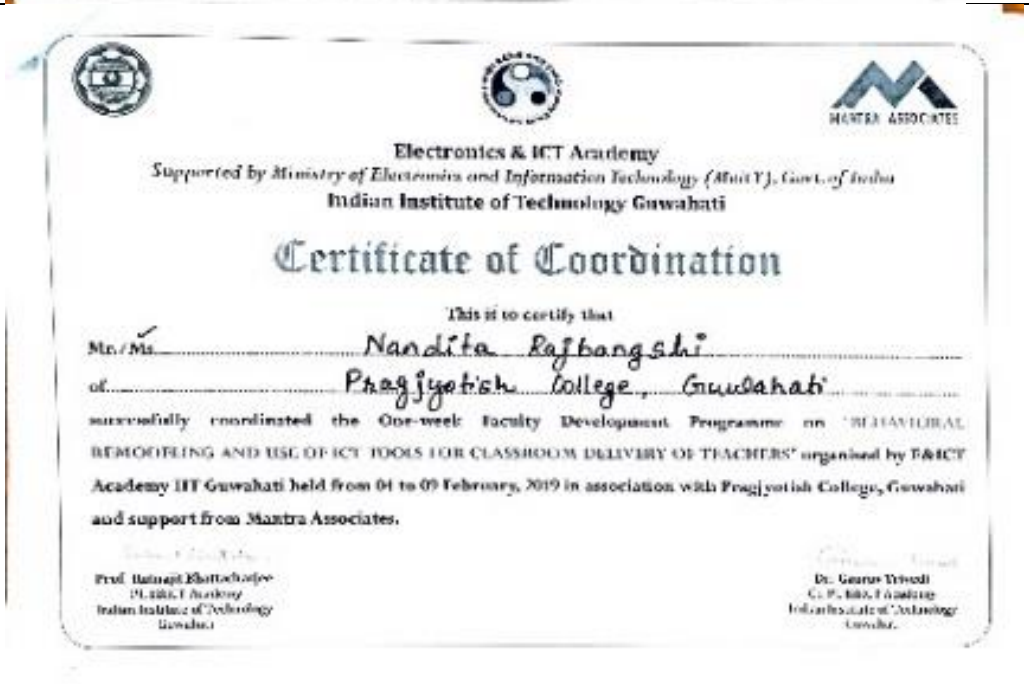 MANTRA ASSOCIATES
Electronics & ICT Academy
Supported by Ministry of Electronics and Information Technology (MeitY), Govt. of India
Indian Institute of Technology Guwahati
Certificate of Coordination
This is to certify that
Mr./Ms. Nandita Rajbangshi
of Pragjyotish College, Guwahati
successfully coordinated the One-week Faculty Development Programme on "BEHAVIORAL
REMODELING AND USE OF ICT TOOLS FOR CLASSROOM DELIVERY OF TEACHERS" organised by E&ICT
Academy IIT Guwahati held from 04 to 09 February, 2019 in association with Pragjyotish College, Guwahati
and support from Mantra Associates.
Prof. Ratnajit Bhattacharjee
PI, E&ICT Academy
Indian Institute of Technology
Guwahati
Dr. Gaurav Trivedi
Co PI, E&ICT Academy
Indian Institute of Technology
Guwahati